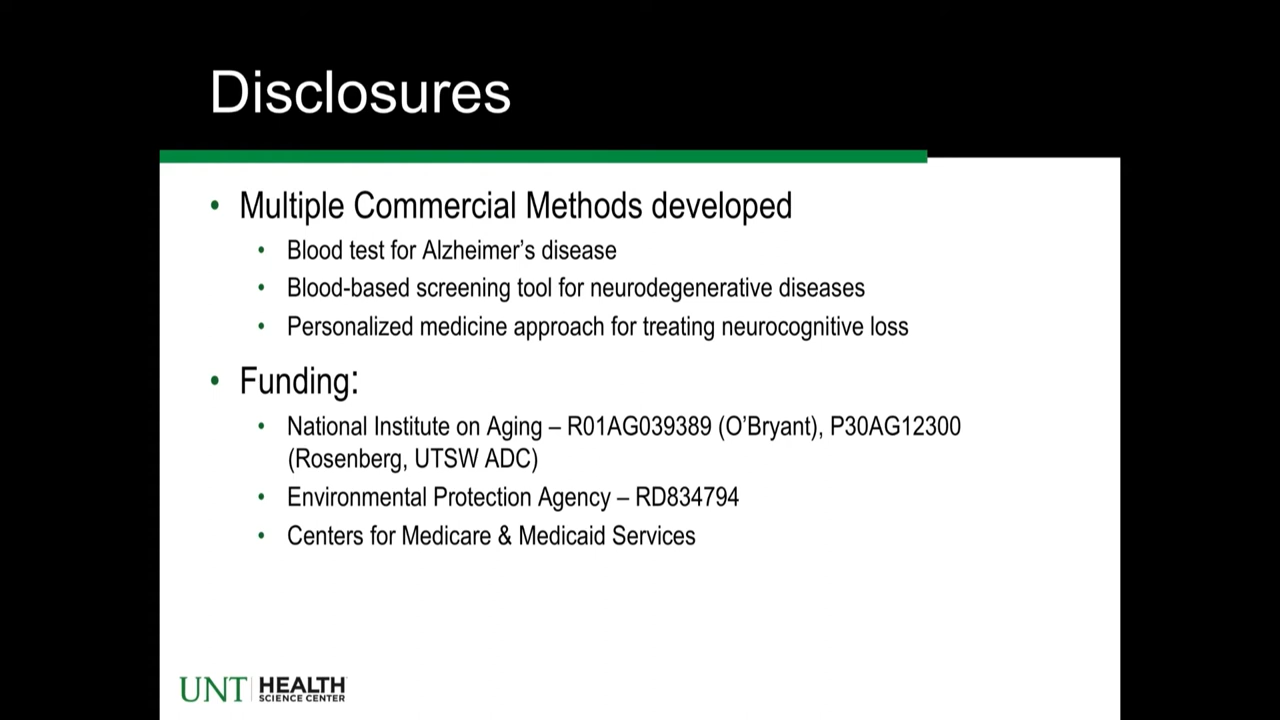 Disclosures
• Multiple Commercial Methods developed
• Blood test for Alzheimer’s disease
• Blood-based screening tool for neurodegenerative diseases
• Personalized medicine approach for treating neurocognitive loss
• Funding:
• National Institute on Aging – R01AG039389 (O’Bryant), P30AG12300
(Rosenberg, UTSW ADC)
• Environmental Protection Agency – RD834794
• Centers for Medicare & Medicaid Services
UNT HEALTH
SCIENCE CENTER